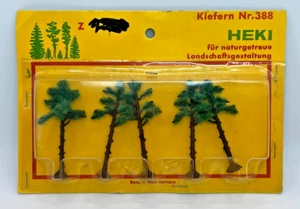 Kiefern Nr.388
Z
HEKI
für naturgetreue
Landschaftsgestaltung